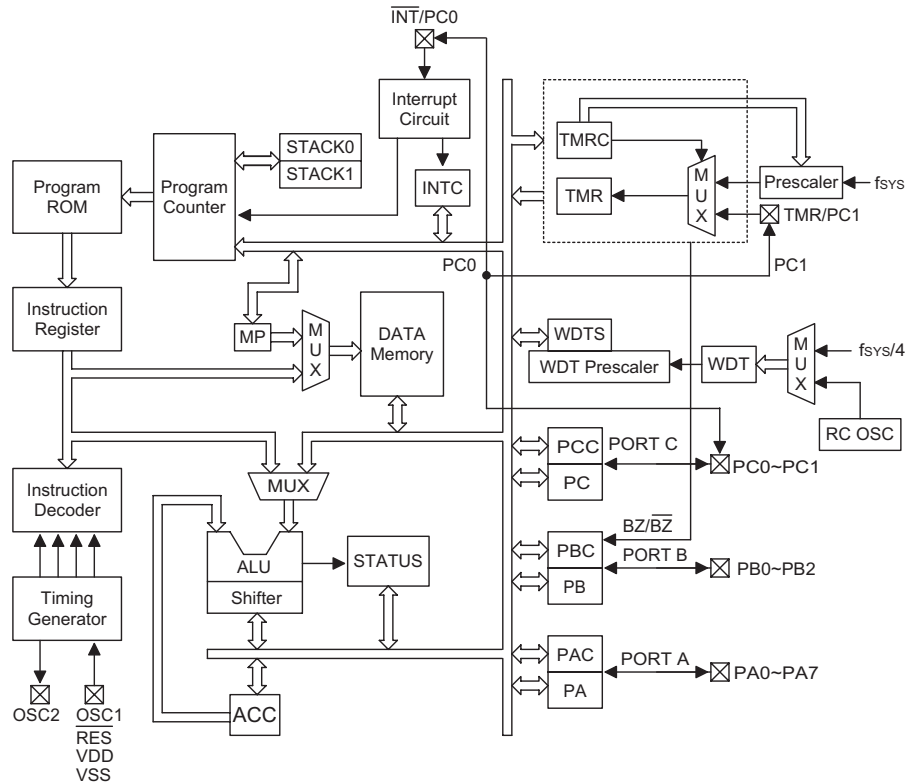 I̅N̅T̅/PC0
Interrupt
Circuit
STACK0
STACK1
INTC
Program
ROM
Program
Counter
TMRC
TMR
MUX
Prescaler
fSYS
TMR/PC1
PC0
PC1
Instruction
Register
MP
MUX
DATA
Memory
WDTS
WDT Prescaler
WDT
MUX
fSYS/4
RC OSC
PCC
PORT C
PC
PC0~PC1
MUX
Instruction
Decoder
ALU
Shifter
STATUS
BZ/B̅Z̅
PBC
PORT B
PB
PB0~PB2
Timing
Generator
PAC
PORT A
PA
PA0~PA7
ACC
OSC2
OSC1
R̅E̅S̅
VDD
VSS